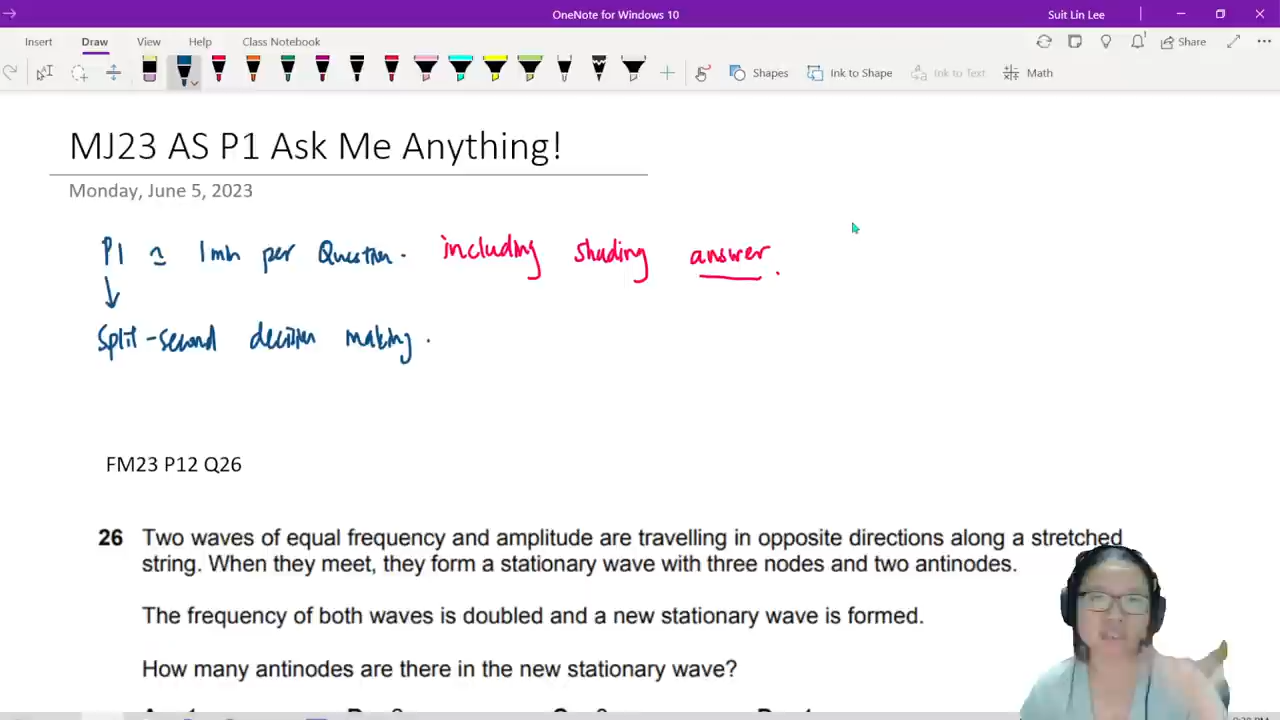 OneNote for Windows 10
Suit Lin Lee
Insert Draw View Help Class Notebook
Share
Shapes Ink to Shape Ink to Text Math
MJ23 AS P1 Ask Me Anything!
Monday, June 5, 2023
P1 ≃ 1min per Question. including shading answer.
↓
Split-second decision making.
FM23 P12 Q26
26 Two waves of equal frequency and amplitude are travelling in opposite directions along a stretched
string. When they meet, they form a stationary wave with three nodes and two antinodes.
The frequency of both waves is doubled and a new stationary wave is formed.
How many antinodes are there in the new stationary wave?